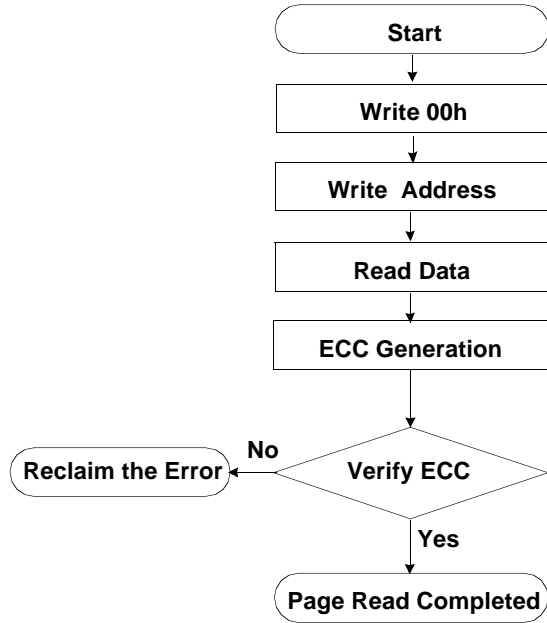 Start
Write 00h
Write Address
Read Data
ECC Generation
No
Reclaim the Error
Verify ECC
Yes
Page Read Completed